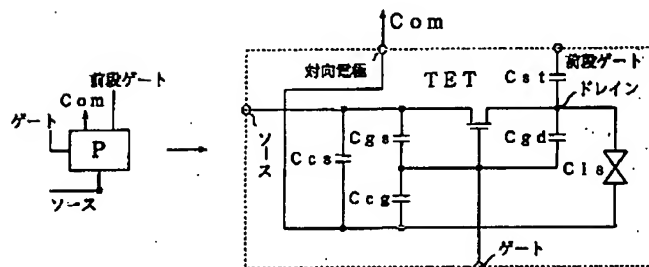 Com
対向電極
TET
Cst
前段ゲート
ドレイン
ソース
Ccs
Cgs
Ccg
Cgd
Cls
ゲート
前段ゲート
Com
ゲート
P
ソース